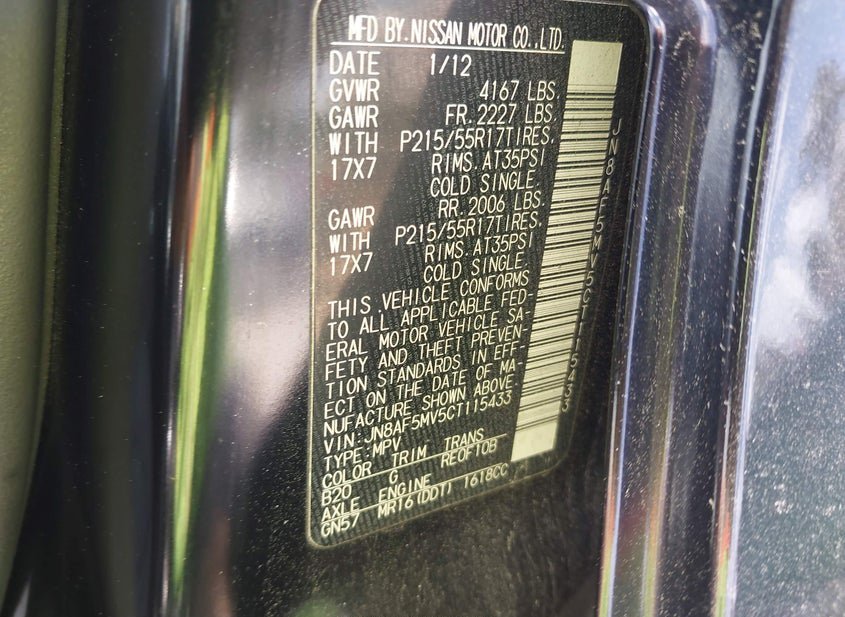 MFD BY.NISSAN MOTOR CO.,LTD.
DATE 1/12
GVWR 4167 LBS.
GAWR FR.2227 LBS.
WITH P215/55R17TIRES.
17X7 RIMS.AT35PSI
COLD SINGLE.
GAWR RR.2006 LBS.
WITH P215/55R17TIRES.
17X7 RIMS.AT35PSI
COLD SINGLE.
THIS VEHICLE CONFORMS
TO ALL APPLICABLE FED-
ERAL MOTOR VEHICLE SA-
FETY AND THEFT PREVEN-
TION STANDARDS IN EFF-
ECT ON THE DATE OF MA-
NUFACTURE SHOWN ABOVE.
VIN:JN8AF5MV5CT115433
TYPE:MPV
COLOR TRIM TRANS
B20 G REOFTOB
AXLE ENGINE
GN57 MR16(DDT) 1618CC
JN8AF5MV5CT115433